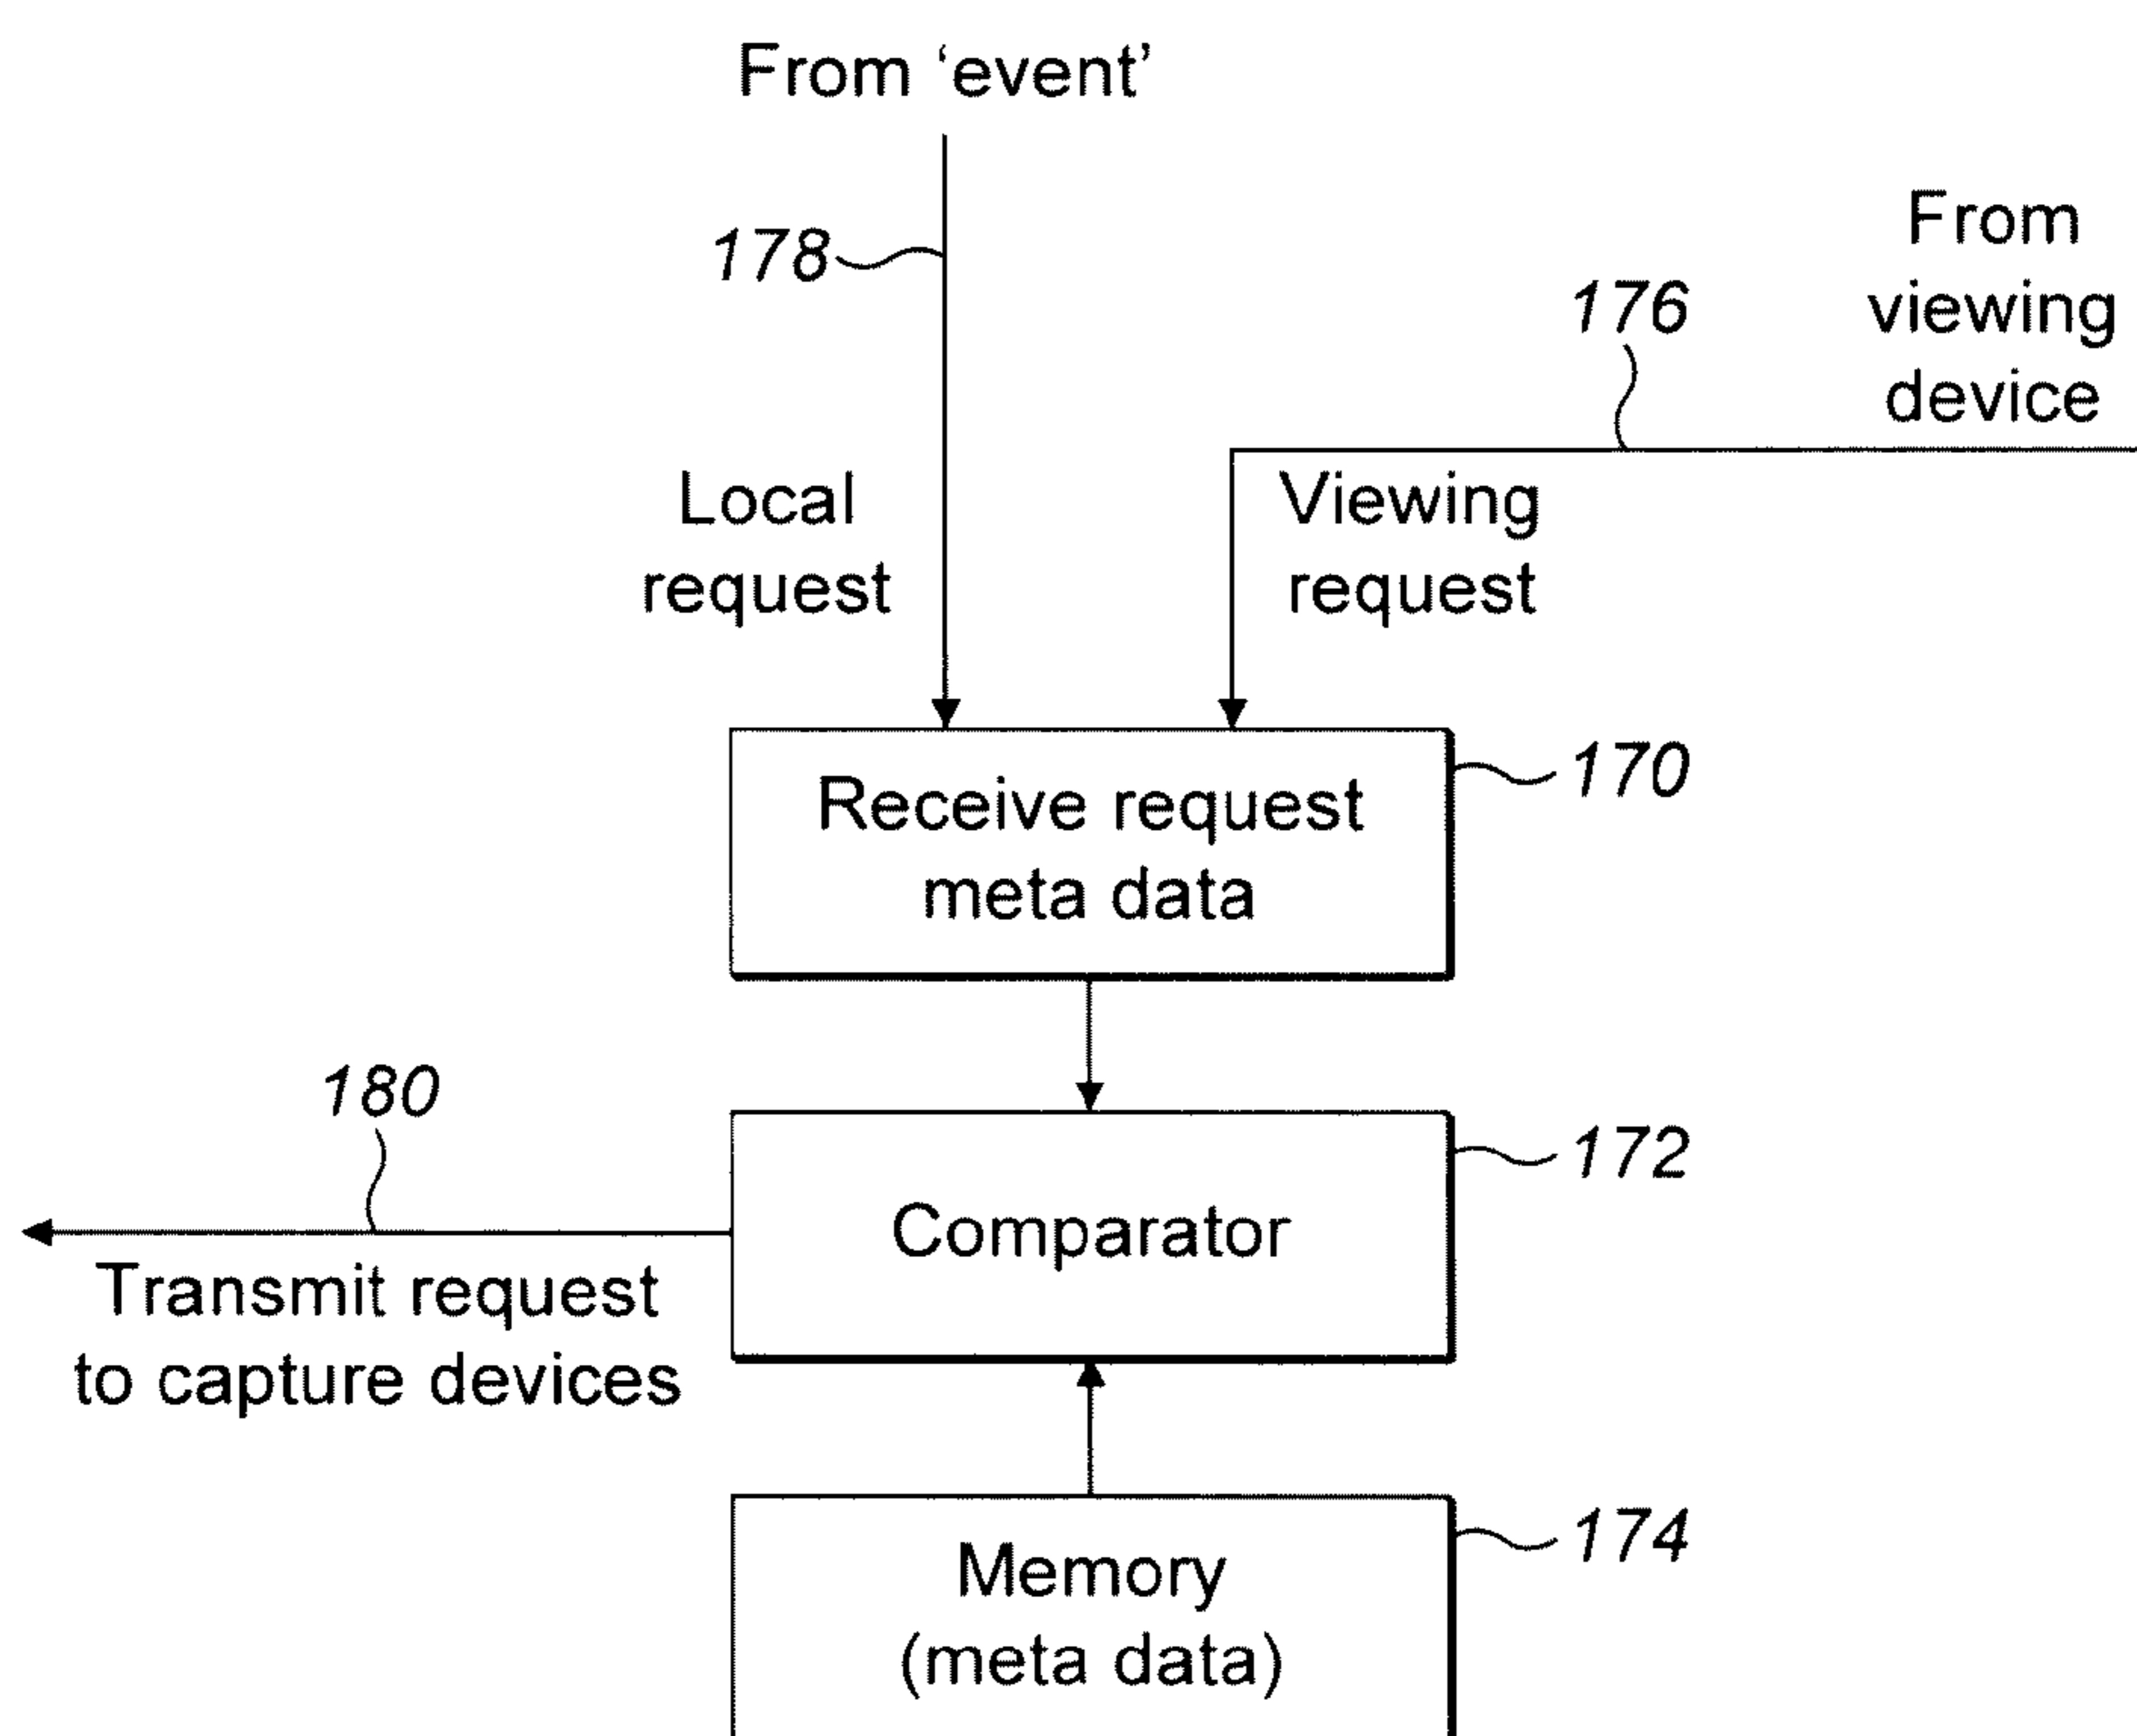 From 'event'
178
From
viewing
device
176
Local
request
Viewing
request
Receive request
meta data
170
180
Comparator
172
Transmit request
to capture devices
Memory
(meta data)
174